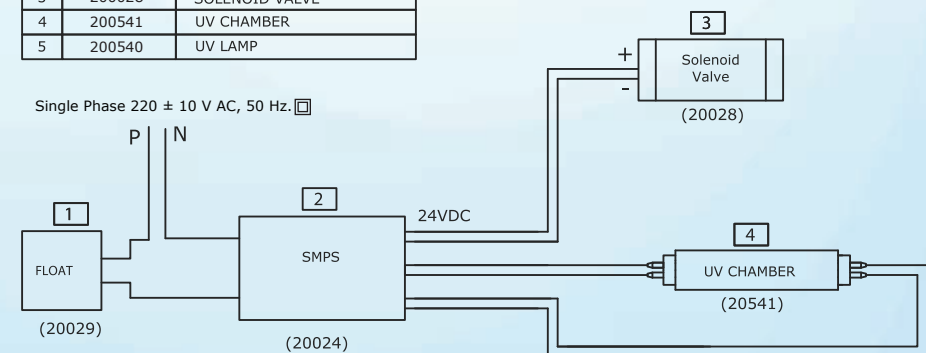 4 200541 UV CHAMBER
5 200540 UV LAMP
3
+
Solenoid
Valve
-
(20028)
Single Phase 220 ± 10 V AC, 50 Hz.
P N
2
1
24VDC
4
SMPS
FLOAT
UV CHAMBER
(20541)
(20029)
(20024)